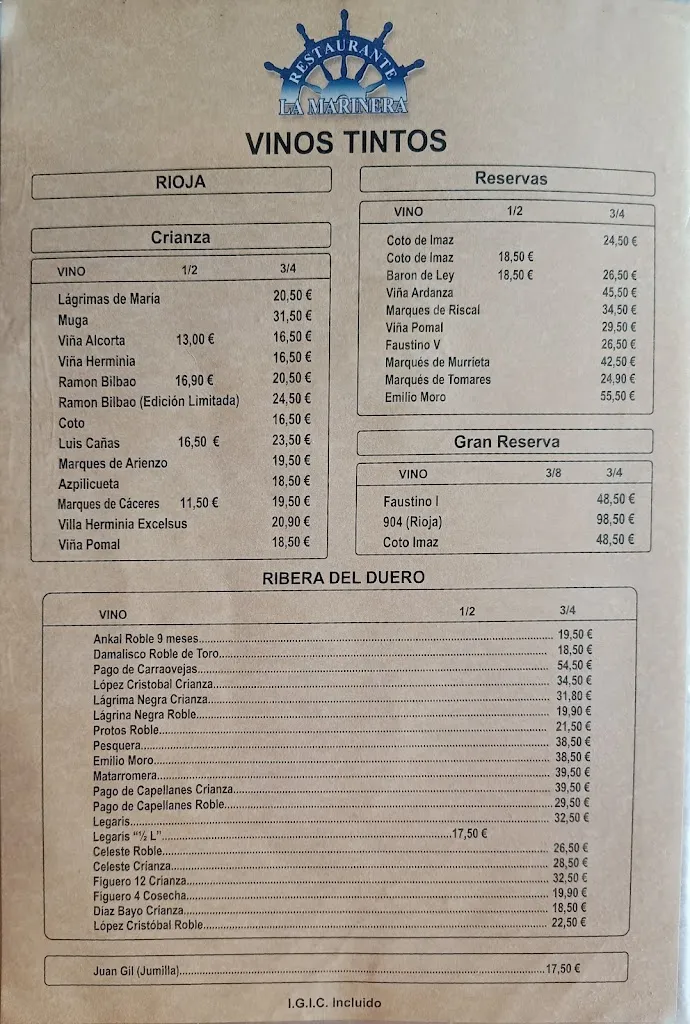 RESTAURANTE
LA MARINERA
VINOS TINTOS
RIOJA
Crianza
VINO 1/2 3/4
Lágrimas de Maria 20,50 €
Muga 31,50 €
Viña Alcorta 13,00 € 16,50 €
Viña Herminia 16,50 €
Ramon Bilbao 16,90 € 20,50 €
Ramon Bilbao (Edición Limitada) 24,50 €
Coto 16,50 €
Luis Cañas 16,50 € 23,50 €
Marques de Arienzo 19,50 €
Azpilicueta 18,50 €
Marques de Cáceres 11,50 € 19,50 €
Villa Herminia Excelsus 20,90 €
Viña Pomal 18,50 €
Reservas
VINO 1/2 3/4
Coto de Imaz 24,50 €
Coto de Imaz 18,50 €
Baron de Ley 18,50 € 26,50 €
Viña Ardanza 45,50 €
Marques de Riscal 34,50 €
Viña Pomal 29,50 €
Faustino V 26,50 €
Marqués de Murrieta 42,50 €
Marqués de Tomares 24,90 €
Emilio Moro 55,50 €
Gran Reserva
VINO 3/8 3/4
Faustino I 48,50 €
904 (Rioja) 98,50 €
Coto Imaz 48,50 €
RIBERA DEL DUERO
VINO 1/2 3/4
Ankal Roble 9 meses 19,50 €
Damalisco Roble de Toro 18,50 €
Pago de Carraovejas 54,50 €
López Cristobal Crianza 34,50 €
Lágrima Negra Crianza 31,80 €
Lágrina Negra Roble 19,90 €
Protos Roble 21,50 €
Pesquera 38,50 €
Emilio Moro 38,50 €
Matarromera 39,50 €
Pago de Capellanes Crianza 39,50 €
Pago de Capellanes Roble 29,50 €
Legaris 32,50 €
Legaris “½ L” 17,50 €
Celeste Roble 26,50 €
Celeste Crianza 28,50 €
Figuero 12 Crianza 32,50 €
Figuero 4 Cosecha 19,90 €
Díaz Bayo Crianza 18,50 €
López Cristóbal Roble 22,50 €
Juan Gil (Jumilla) 17,50 €
I.G.I.C. Incluido